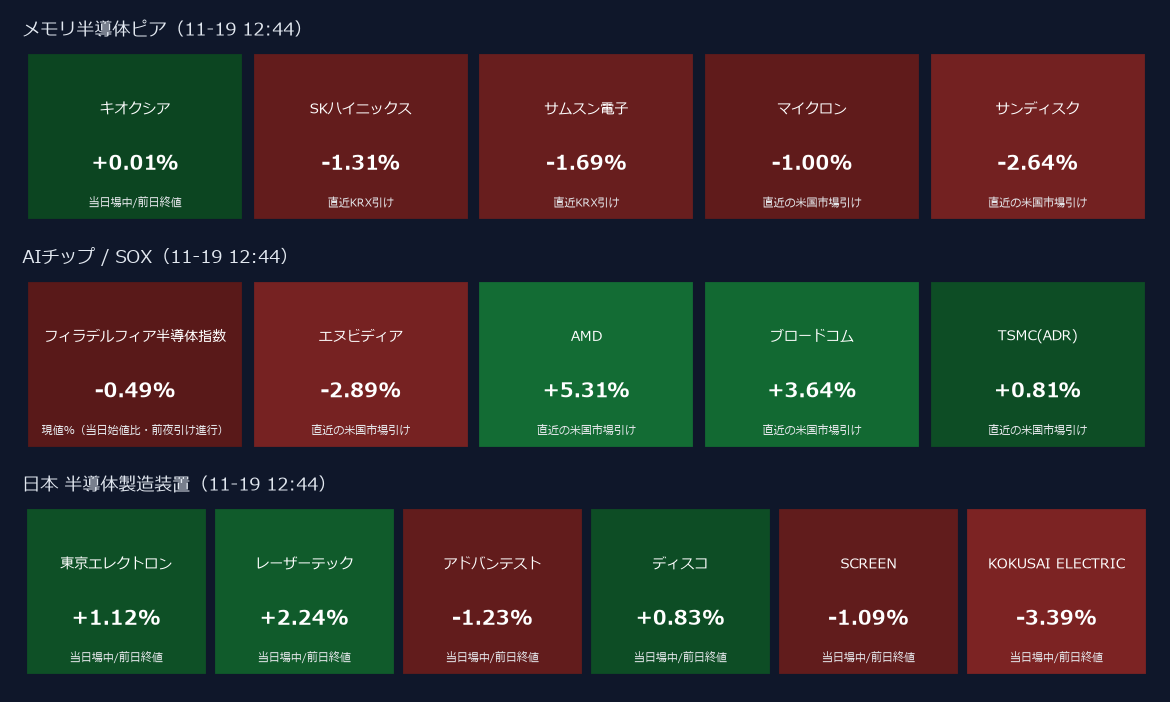 メモリ半導体ピア（11-19 12:44）
キオクシア
+0.01%
当日場中/前日終値
SKハイニックス
-1.31%
直近KRX引け
サムスン電子
-1.69%
直近KRX引け
マイクロン
-1.00%
直近の米国市場引け
サンディスク
-2.64%
直近の米国市場引け
AIチップ / SOX（11-19 12:44）
フィラデルフィア半導体指数
-0.49%
現値%（当日始値比・前夜引け進行）
エヌビディア
-2.89%
直近の米国市場引け
AMD
+5.31%
直近の米国市場引け
ブロードコム
+3.64%
直近の米国市場引け
TSMC(ADR)
+0.81%
直近の米国市場引け
日本 半導体製造装置（11-19 12:44）
東京エレクトロン
+1.12%
当日場中/前日終値
レーザーテック
+2.24%
当日場中/前日終値
アドバンテスト
-1.23%
当日場中/前日終値
ディスコ
+0.83%
当日場中/前日終値
SCREEN
-1.09%
当日場中/前日終値
KOKUSAI ELECTRIC
-3.39%
当日場中/前日終値